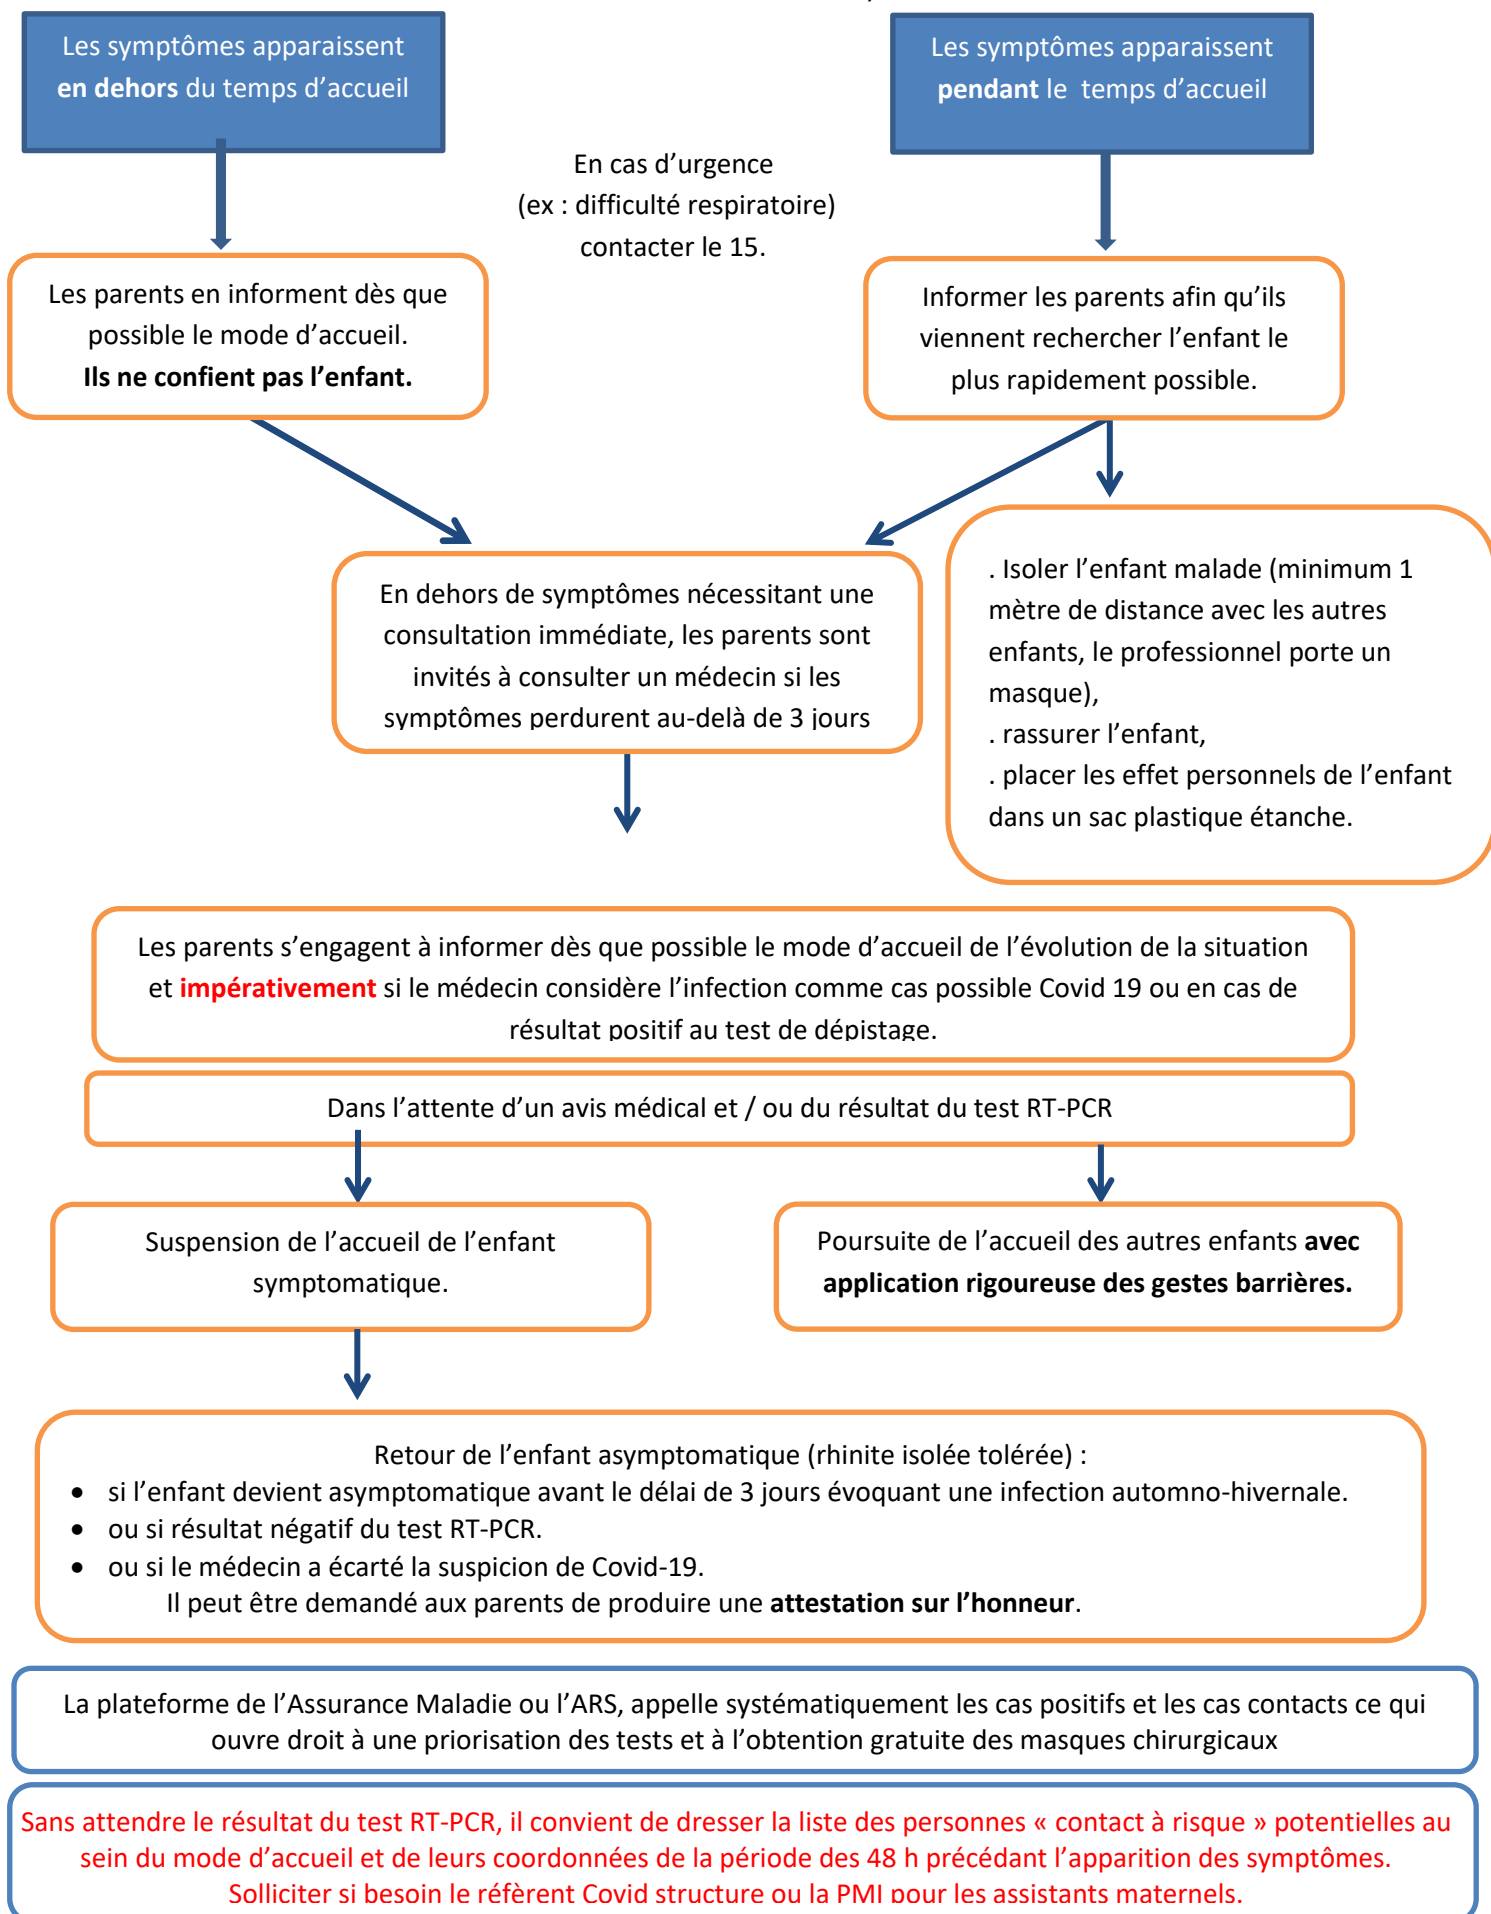 Les symptômes apparaissent
en dehors du temps d’accueil
Les symptômes apparaissent
pendant le temps d’accueil
En cas d’urgence
(ex : difficulté respiratoire)
contacter le 15.
Les parents en informent dès que
possible le mode d’accueil.
Ils ne confient pas l’enfant.
Informer les parents afin qu’ils
viennent rechercher l’enfant le
plus rapidement possible.
En dehors de symptômes nécessitant une
consultation immédiate, les parents sont
invités à consulter un médecin si les
symptômes perdurent au-delà de 3 jours
. Isoler l’enfant malade (minimum 1
mètre de distance avec les autres
enfants, le professionnel porte un
masque),
. rassurer l’enfant,
. placer les effet personnels de l’enfant
dans un sac plastique étanche.
Les parents s’engagent à informer dès que possible le mode d’accueil de l’évolution de la situation
et impérativement si le médecin considère l’infection comme cas possible Covid 19 ou en cas de
résultat positif au test de dépistage.
Dans l’attente d’un avis médical et / ou du résultat du test RT-PCR
Suspension de l’accueil de l’enfant
symptomatique.
Poursuite de l’accueil des autres enfants avec
application rigoureuse des gestes barrières.
Retour de l’enfant asymptomatique (rhinite isolée tolérée) :
• si l’enfant devient asymptomatique avant le délai de 3 jours évoquant une infection automno-hivernale.
• ou si résultat négatif du test RT-PCR.
• ou si le médecin a écarté la suspicion de Covid-19.
Il peut être demandé aux parents de produire une attestation sur l’honneur.
La plateforme de l’Assurance Maladie ou l’ARS, appelle systématiquement les cas positifs et les cas contacts ce qui
ouvre droit à une priorisation des tests et à l’obtention gratuite des masques chirurgicaux
Sans attendre le résultat du test RT-PCR, il convient de dresser la liste des personnes « contact à risque » potentielles au
sein du mode d’accueil et de leurs coordonnées de la période des 48 h précédant l’apparition des symptômes.
Solliciter si besoin le réfèrent Covid structure ou la PMI pour les assistants maternels.